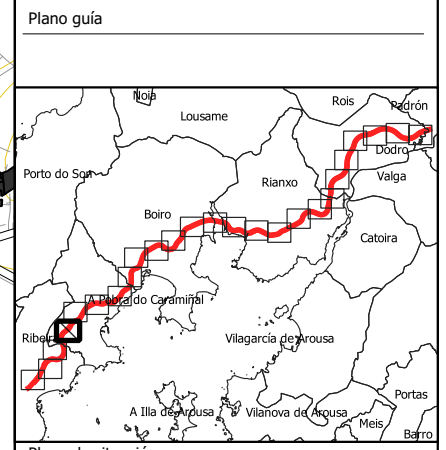 Plano guía
Noia
Rois
Padrón
Lousame
Dodro
Porto do Son
Valga
Rianxo
Boiro
Catoira
A Pobra do Caramiñal
Ribeira
Vilagarcía de Arousa
Portas
A Illa de Arousa
Vilanova de Arousa
Meis
Barro